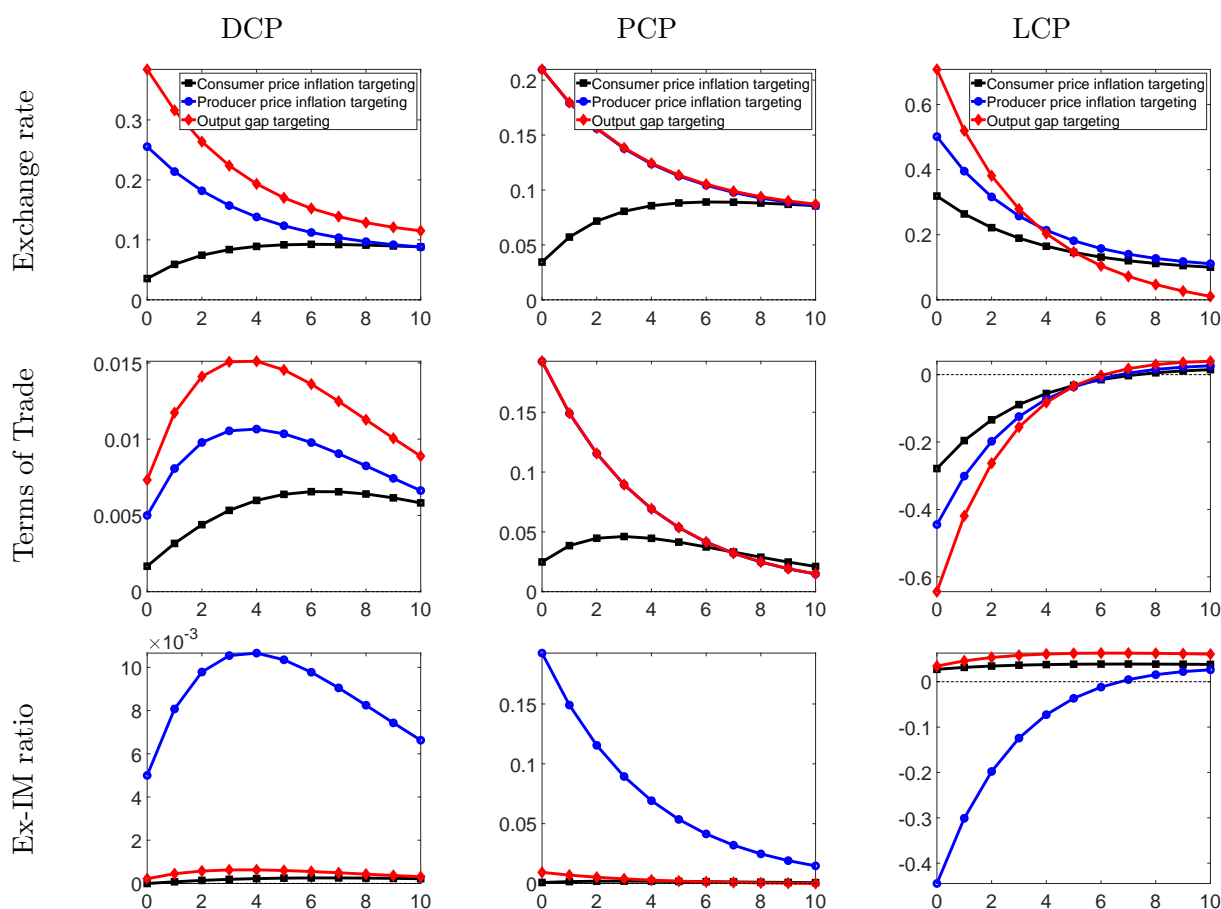 DCP PCP LCP
Exchange rate
Consumer price inflation targeting
Producer price inflation targeting
Output gap targeting
0.3
0.2
0.1
0
0 2 4 6 8 10
Consumer price inflation targeting
Producer price inflation targeting
Output gap targeting
0.2
0.15
0.1
0.05
0
0 2 4 6 8 10
Consumer price inflation targeting
Producer price inflation targeting
Output gap targeting
0.6
0.4
0.2
0
0 2 4 6 8 10
Terms of Trade
0.015
0.01
0.005
0
0 2 4 6 8 10
0.15
0.1
0.05
0
0 2 4 6 8 10
0
-0.2
-0.4
-0.6
0 2 4 6 8 10
Ex-IM ratio
×10⁻³
10
8
6
4
2
0
0 2 4 6 8 10
0.15
0.1
0.05
0
0 2 4 6 8 10
0
-0.1
-0.2
-0.3
-0.4
0 2 4 6 8 10